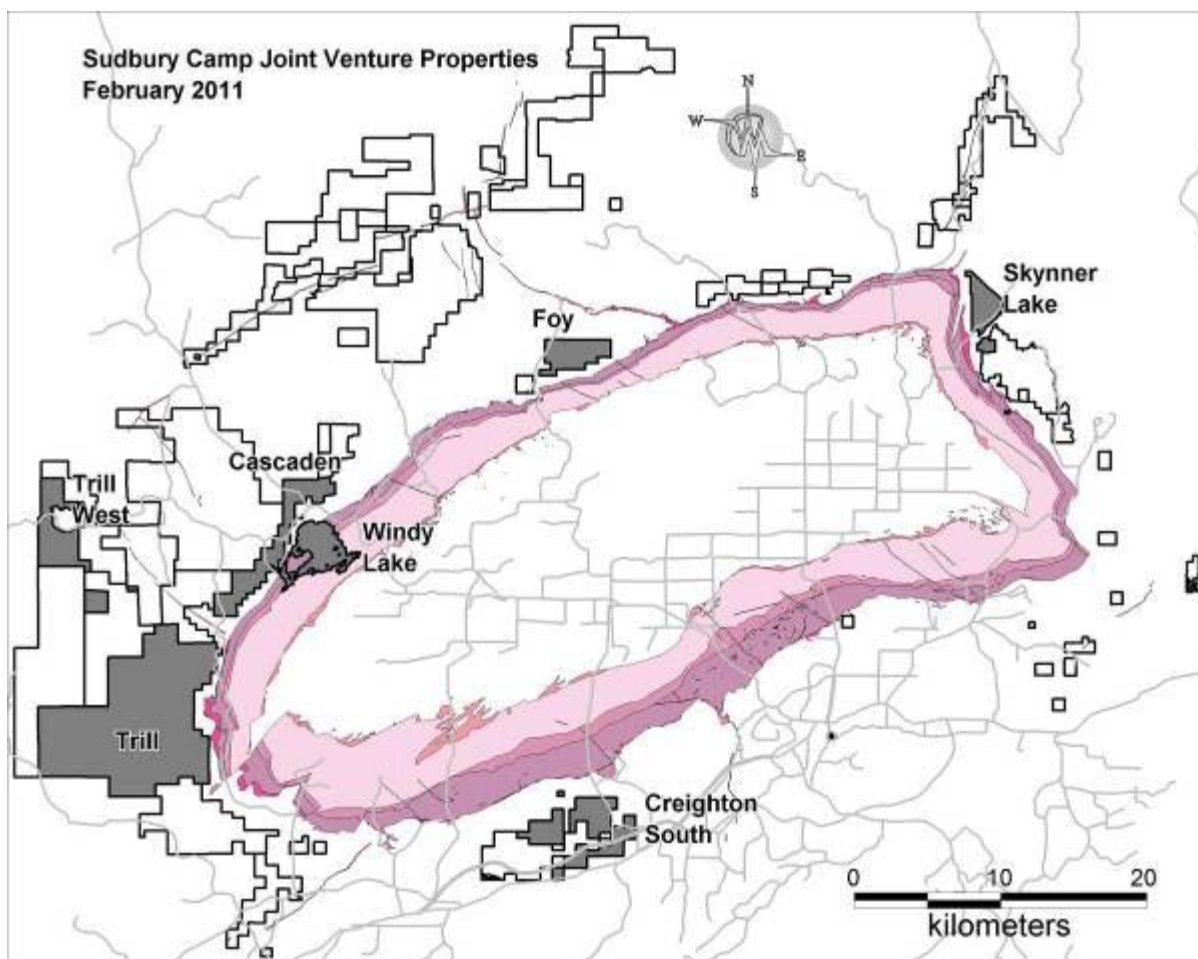 Sudbury Camp Joint Venture Properties
February 2011
N
W
E
S
Skynner
Lake
Foy
Cascaden
Trill
West
Windy
Lake
Trill
Creighton
South
0 10 20
kilometers